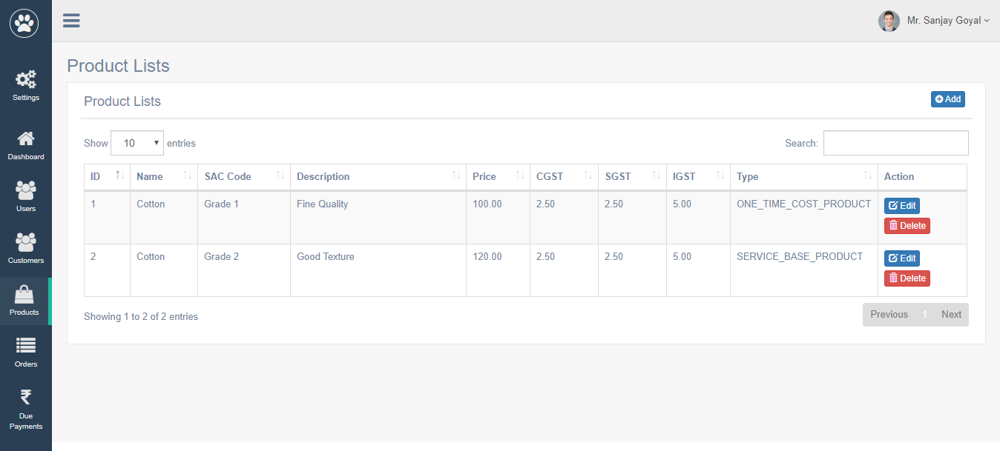 Mr. Sanjay Goyal
Settings
Dashboard
Users
Customers
Products
Orders
Due
Payments
Product Lists
Product Lists
Add
Show 10 entries
Search:
ID Name SAC Code Description Price CGST SGST IGST Type Action
1 Cotton Grade 1 Fine Quality 100.00 2.50 2.50 5.00 ONE_TIME_COST_PRODUCT Edit
Delete
2 Cotton Grade 2 Good Texture 120.00 2.50 2.50 5.00 SERVICE_BASE_PRODUCT Edit
Delete
Showing 1 to 2 of 2 entries
Previous 1 Next